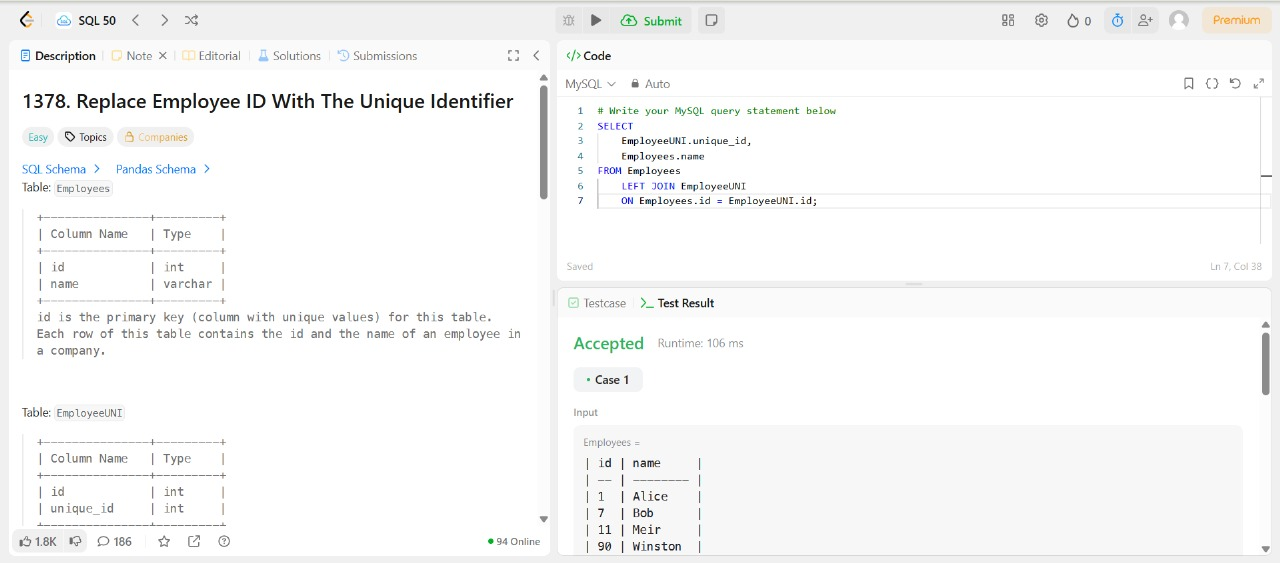 SQL 50
Submit
0
Premium
Description
Note
Editorial
Solutions
Submissions
1378. Replace Employee ID With The Unique Identifier
Easy
Topics
Companies
SQL Schema >
Pandas Schema >
Table: Employees
+---------------+---------+
| Column Name   | Type    |
+---------------+---------+
| id            | int     |
| name          | varchar |
+---------------+---------+
id is the primary key (column with unique values) for this table.
Each row of this table contains the id and the name of an employee in
a company.
Table: EmployeeUNI
+---------------+---------+
| Column Name   | Type    |
+---------------+---------+
| id            | int     |
| unique_id     | int     |
+---------------+---------+
1.8K
186
94 Online
</> Code
MySQL
Auto
1 # Write your MySQL query statement below
2 SELECT
3     EmployeeUNI.unique_id,
4     Employees.name
5 FROM Employees
6     LEFT JOIN EmployeeUNI
7     ON Employees.id = EmployeeUNI.id;
Saved
Ln 7, Col 38
Testcase
>_ Test Result
Accepted
Runtime: 106 ms
• Case 1
Input
Employees =
| id | name     |
| -- | -------- |
| 1  | Alice    |
| 7  | Bob      |
| 11 | Meir     |
| 90 | Winston  |